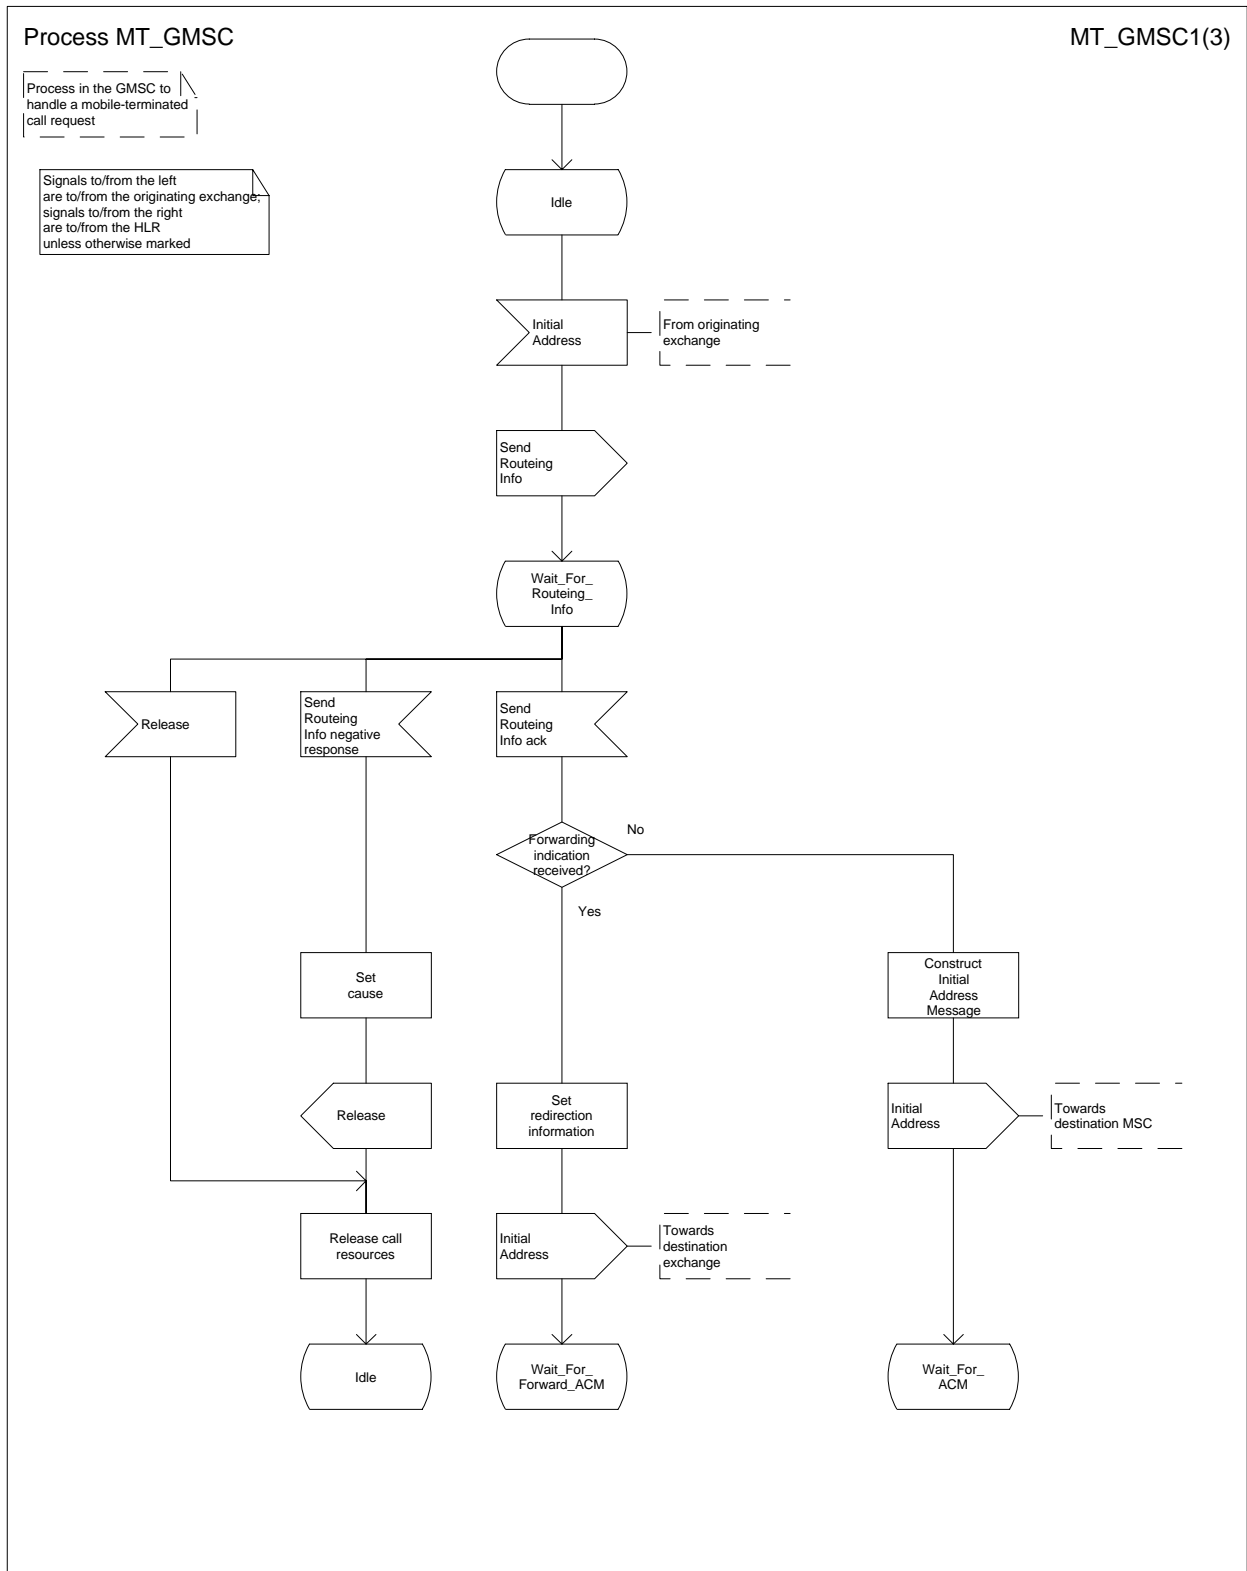 Process MT_GMSC
MT_GMSC1(3)
Process in the GMSC to
handle a mobile-terminated
call request
Signals to/from the left
are to/from the originating exchange;
signals to/from the right
are to/from the HLR
unless otherwise marked
Idle
Initial
Address
From originating
exchange
Send
Routeing
Info
Wait_For_
Routeing_
Info
Release
Send
Routeing
Info negative
response
Send
Routeing
Info ack
Forwarding
indication
received?
No
Yes
Set
cause
Construct
Initial
Address
Message
Release
Set
redirection
information
Initial
Address
Towards
destination MSC
Release call
resources
Initial
Address
Towards
destination
exchange
Idle
Wait_For_
Forward_ACM
Wait_For_
ACM